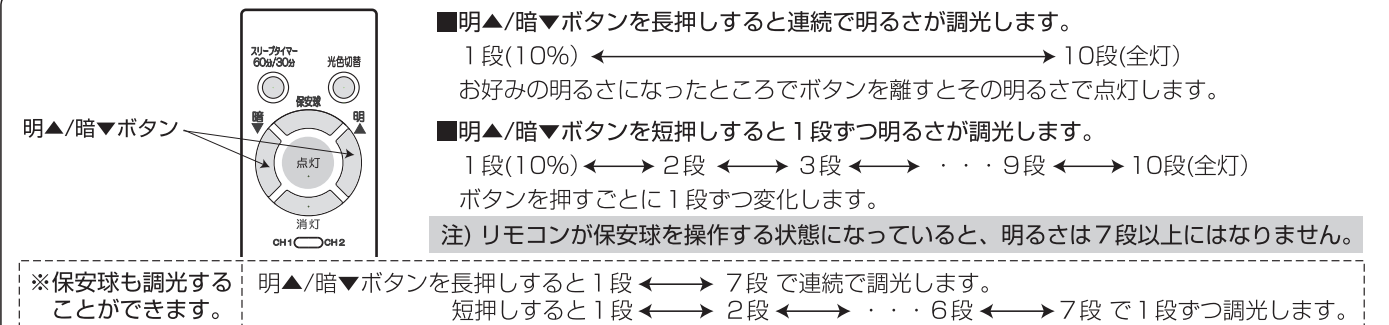 ■明▲/暗▼ボタンを長押しすると連続で明るさが調光します。
1段(10%) ←→ 10段(全灯)
お好みの明るさになったところでボタンを離すとその明るさで点灯します。
■明▲/暗▼ボタンを短押しすると1段ずつ明るさが調光します。
1段(10%)←→ 2段 ←→ 3段←→ ・・・9段 ←→ 10段(全灯)
ボタンを押すごとに1段ずつ変化します。
注) リモコンが保安球を操作する状態になっていると、明るさは7段以上にはなりません。
明▲/暗▼ボタン
スリープタイマー
60分/30分
光色切替
保安球
暗▼
明▲
点灯
消灯
CH1 CH2
※保安球も調光する
ことができます。
明▲/暗▼ボタンを長押しすると1段 ←→ 7段 で連続で調光します。
短押しすると1段 ←→ 2段 ←→ ・・・6段 ←→ 7段 で1段ずつ調光します。